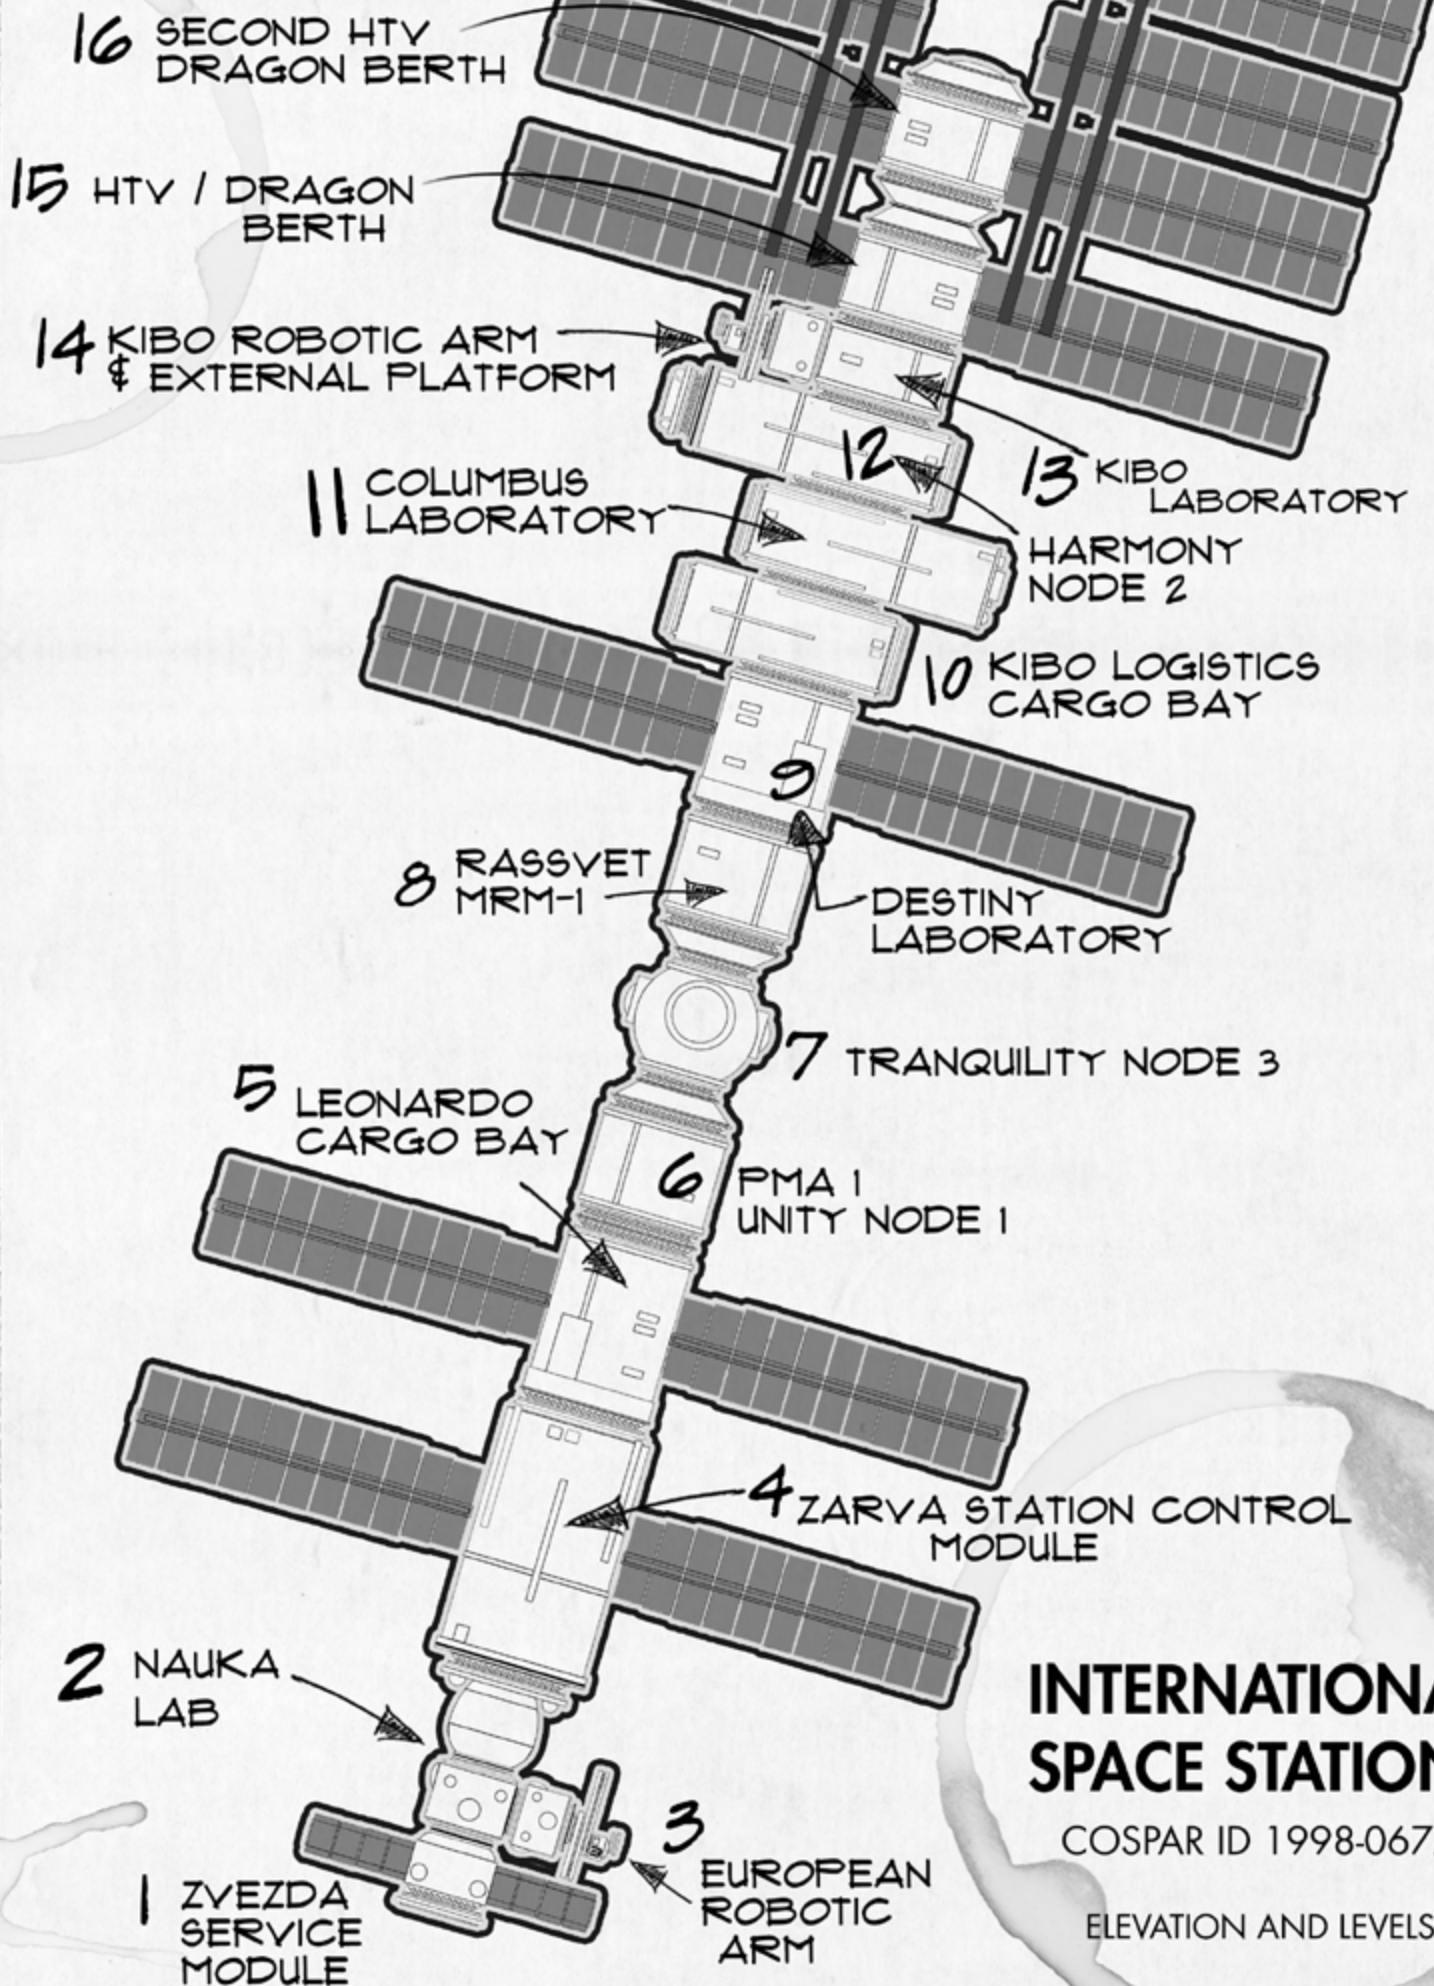 16 SECOND HTV
DRAGON BERTH
15 HTV / DRAGON
BERTH
14 KIBO ROBOTIC ARM
& EXTERNAL PLATFORM
13 KIBO
LABORATORY
12
HARMONY
NODE 2
11 COLUMBUS
LABORATORY
10 KIBO LOGISTICS
CARGO BAY
9
DESTINY
LABORATORY
8 RASSVET
MRM-1
7 TRANQUILITY NODE 3
6 PMA 1
UNITY NODE 1
5 LEONARDO
CARGO BAY
4 ZARVA STATION CONTROL
MODULE
3
EUROPEAN
ROBOTIC
ARM
2 NAUKA
LAB
1 ZVEZDA
SERVICE
MODULE
INTERNATIONA
SPACE STATION
COSPAR ID 1998-067
ELEVATION AND LEVELS